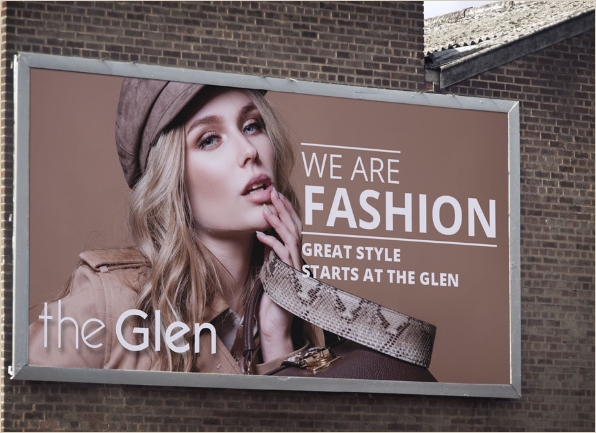 WE ARE
FASHION
GREAT STYLE
STARTS AT THE GLEN
the Glen